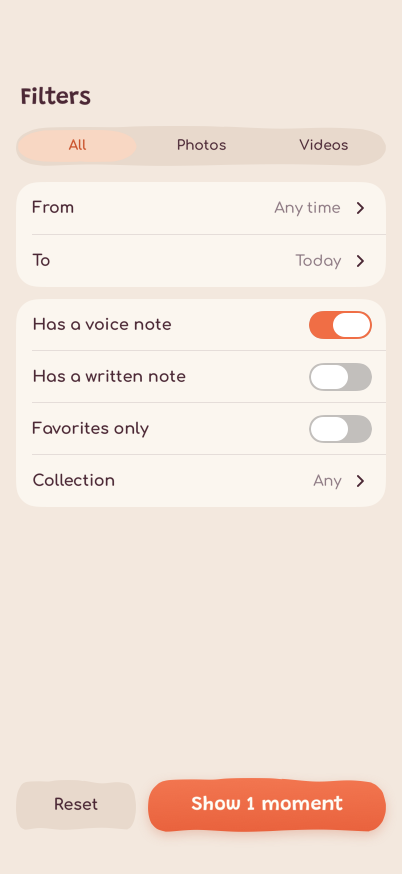 Filters
All Photos Videos
From Any time
To Today
Has a voice note
Has a written note
Favorites only
Collection Any
Reset Show 1 moment